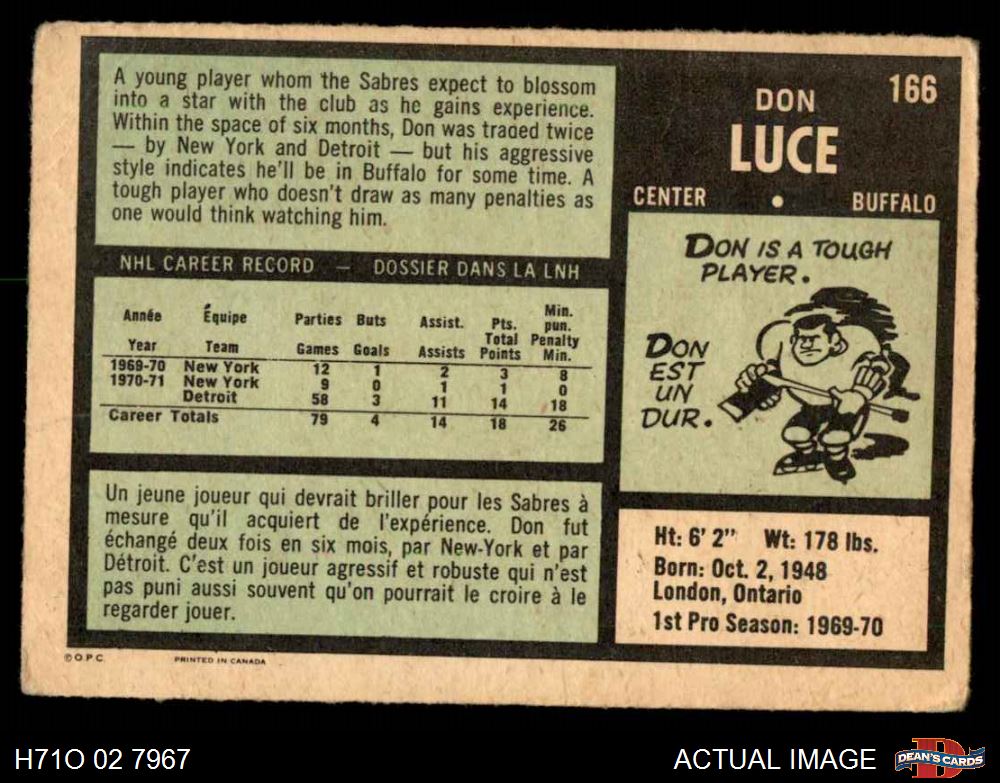 A young player whom the Sabres expect to blossom
into a star with the club as he gains experience.
Within the space of six months, Don was traded twice
— by New York and Detroit — but his aggressive
style indicates he'll be in Buffalo for some time. A
tough player who doesn't draw as many penalties as
one would think watching him.
166
DON
LUCE
CENTER • BUFFALO
NHL CAREER RECORD — DOSSIER DANS LA LNH
Année Équipe Parties Buts Assist. Pts. Min. pun.
Year Team Games Goals Assists Total Points Penalty Min.
1969-70 New York 12 1 2 3 8
1970-71 New York 9 0 1 1 0
Detroit 58 3 11 14 18
Career Totals 79 4 14 18 26
DON IS A TOUGH
PLAYER.
DON
EST
UN
DUR.
Un jeune joueur qui devrait briller pour les Sabres à
mesure qu'il acquiert de l'expérience. Don fut
échangé deux fois en six mois, par New-York et par
Détroit. C'est un joueur agressif et robuste qui n'est
pas puni aussi souvent qu'on pourrait le croire à le
regarder jouer.
Ht: 6' 2" Wt: 178 lbs.
Born: Oct. 2, 1948
London, Ontario
1st Pro Season: 1969-70
© O.P.C. PRINTED IN CANADA
H71O 02 7967
ACTUAL IMAGE
DEAN'S CARDS